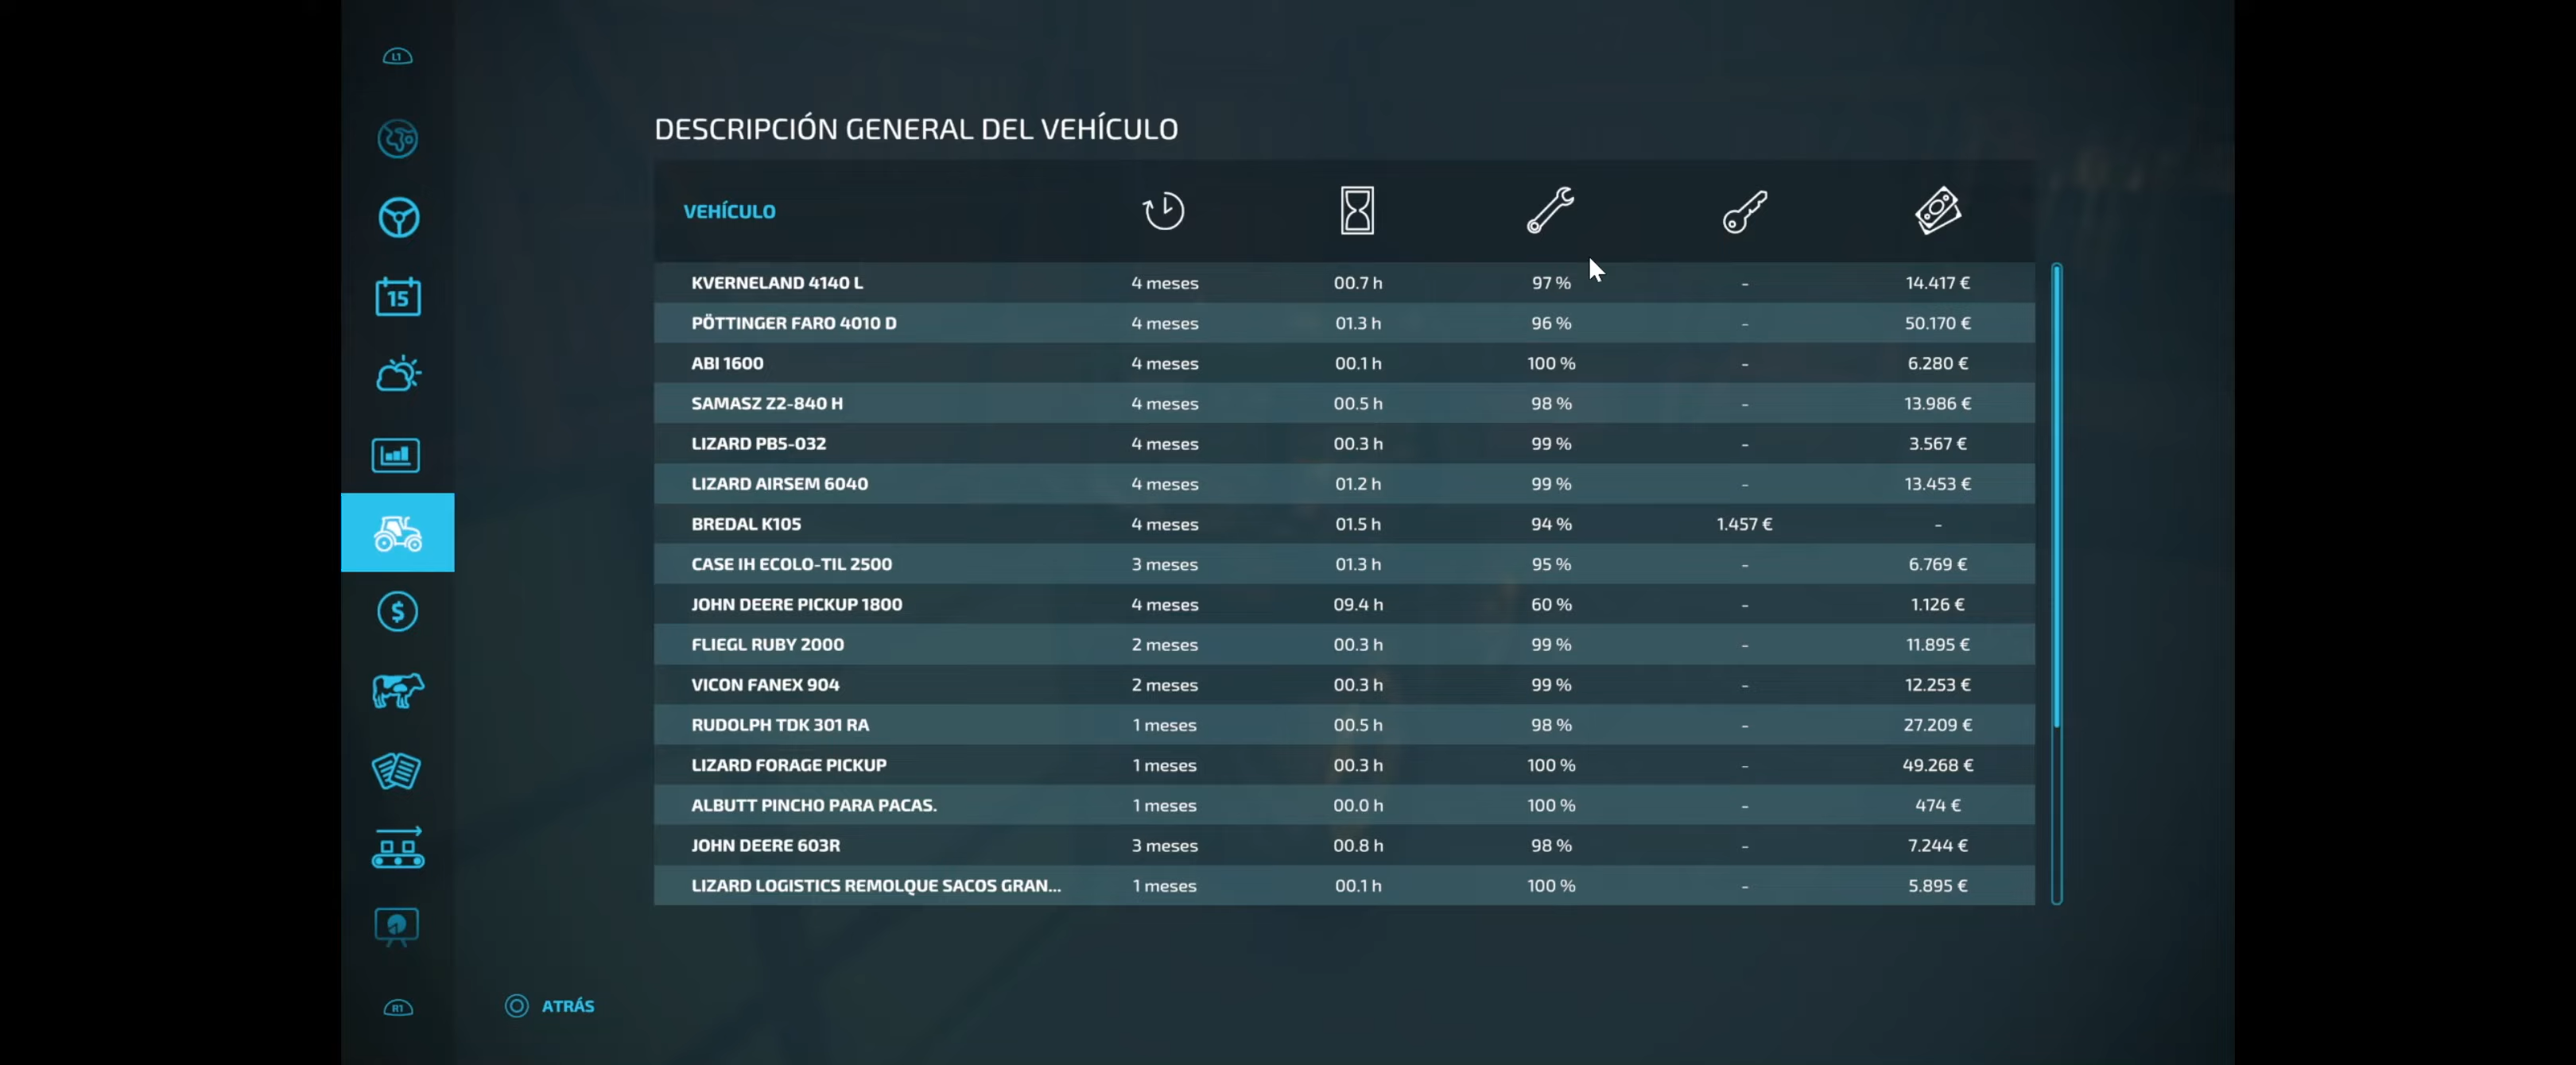 L1
DESCRIPCIÓN GENERAL DEL VEHÍCULO
VEHÍCULO
KVERNELAND 4140 L 4 meses 00.7 h 97 % - 14.417 €
PÖTTINGER FARO 4010 D 4 meses 01.3 h 96 % - 50.170 €
15
ABI 1600 4 meses 00.1 h 100 % - 6.280 €
SAMASZ Z2-840 H 4 meses 00.5 h 98 % - 13.986 €
LIZARD PB5-032 4 meses 00.3 h 99 % - 3.567 €
LIZARD AIRSEM 6040 4 meses 01.2 h 99 % - 13.453 €
BREDAL K105 4 meses 01.5 h 94 % 1.457 € -
CASE IH ECOLO-TIL 2500 3 meses 01.3 h 95 % - 6.769 €
JOHN DEERE PICKUP 1800 4 meses 09.4 h 60 % - 1.126 €
$
FLIEGL RUBY 2000 2 meses 00.3 h 99 % - 11.895 €
VICON FANEX 904 2 meses 00.3 h 99 % - 12.253 €
RUDOLPH TDK 301 RA 1 meses 00.5 h 98 % - 27.209 €
LIZARD FORAGE PICKUP 1 meses 00.3 h 100 % - 49.268 €
ALBUTT PINCHO PARA PACAS. 1 meses 00.0 h 100 % - 474 €
JOHN DEERE 603R 3 meses 00.8 h 98 % - 7.244 €
LIZARD LOGISTICS REMOLQUE SACOS GRAN... 1 meses 00.1 h 100 % - 5.895 €
R1
ATRÁS